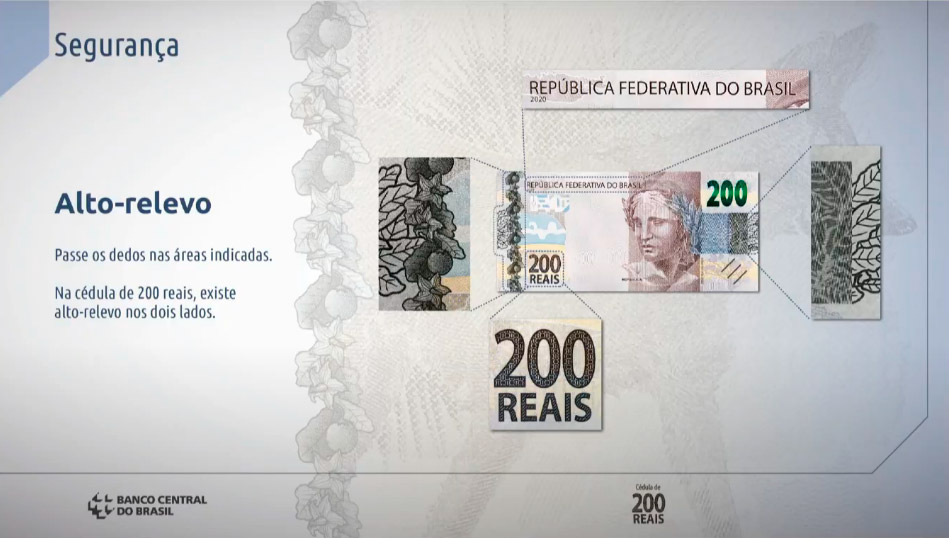 Segurança
REPÚBLICA FEDERATIVA DO BRASIL
2020
Alto-relevo
Passe os dedos nas áreas indicadas.
Na cédula de 200 reais, existe
alto-relevo nos dois lados.
REPÚBLICA FEDERATIVA DO BRASIL
200
200
REAIS
200
REAIS
BANCO CENTRAL
DO BRASIL
Cédula de
200
REAIS